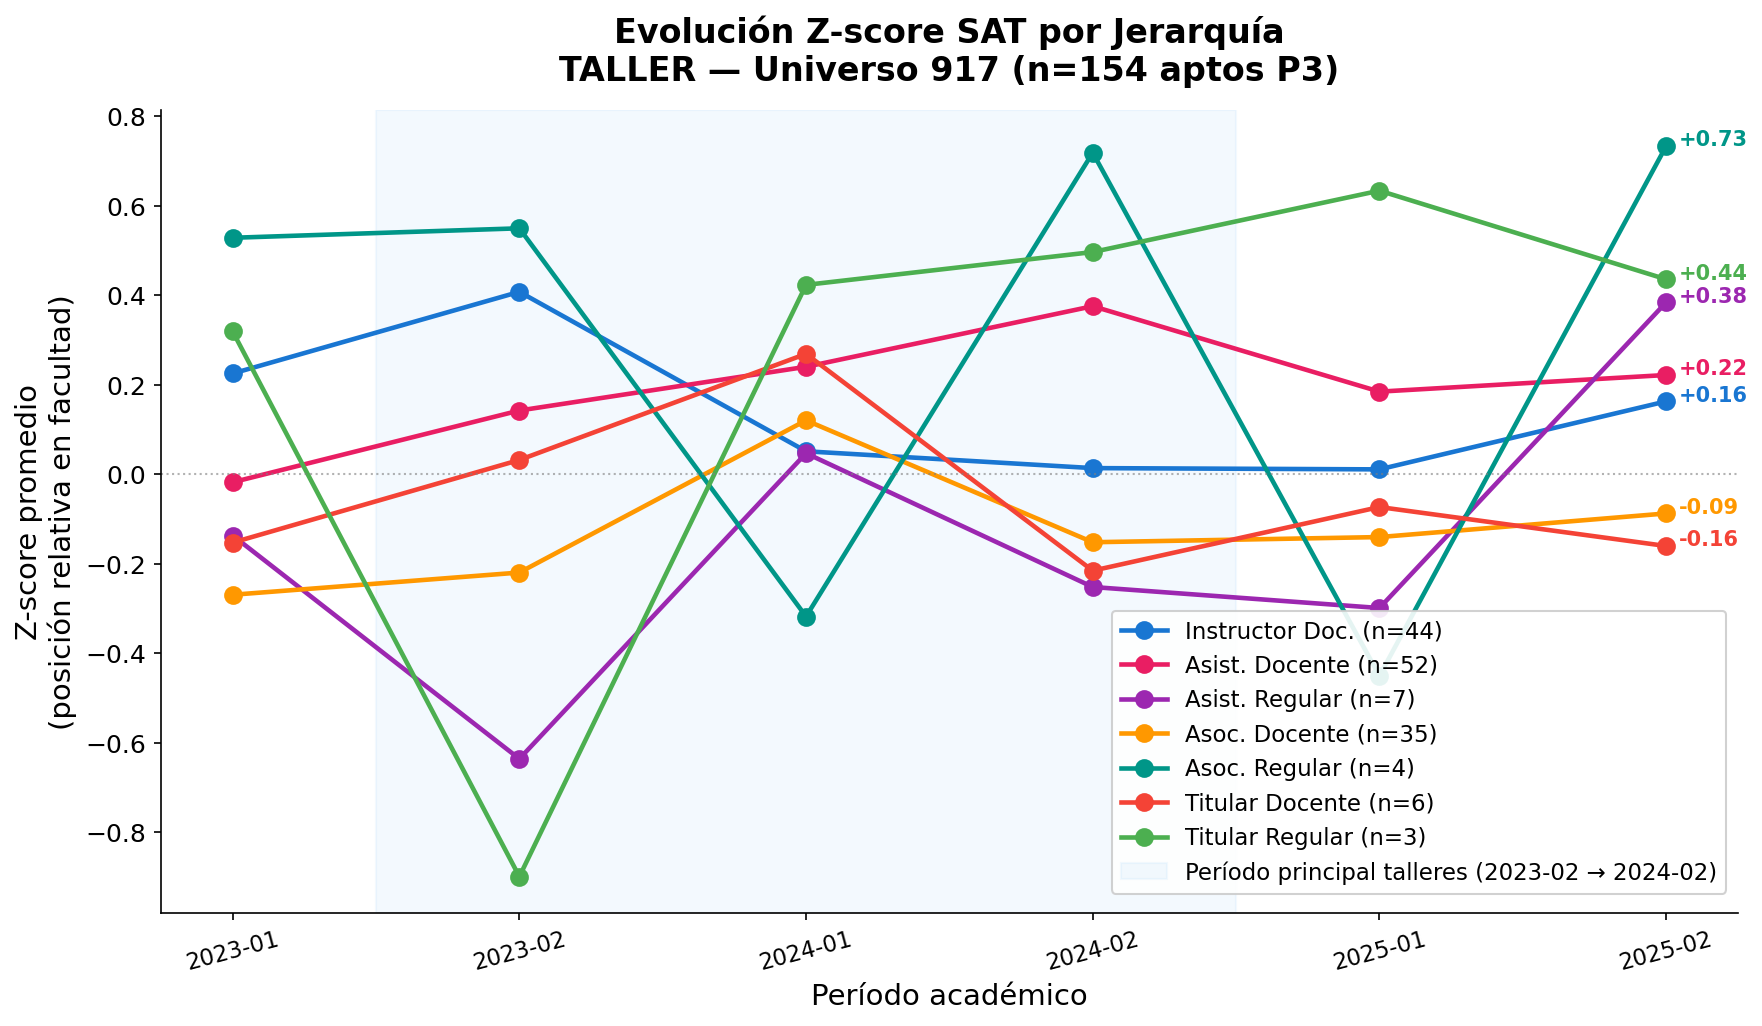 Evolución Z-score SAT por Jerarquía
TALLER — Universo 917 (n=154 aptos P3)
Z-score promedio
(posición relativa en facultad)
0.8
0.6
0.4
0.2
0.0
−0.2
−0.4
−0.6
−0.8
+0.73
+0.44
+0.38
+0.22
+0.16
-0.09
-0.16
Instructor Doc. (n=44)
Asist. Docente (n=52)
Asist. Regular (n=7)
Asoc. Docente (n=35)
Asoc. Regular (n=4)
Titular Docente (n=6)
Titular Regular (n=3)
Período principal talleres (2023-02 → 2024-02)
2023-01
2023-02
2024-01
2024-02
2025-01
2025-02
Período académico